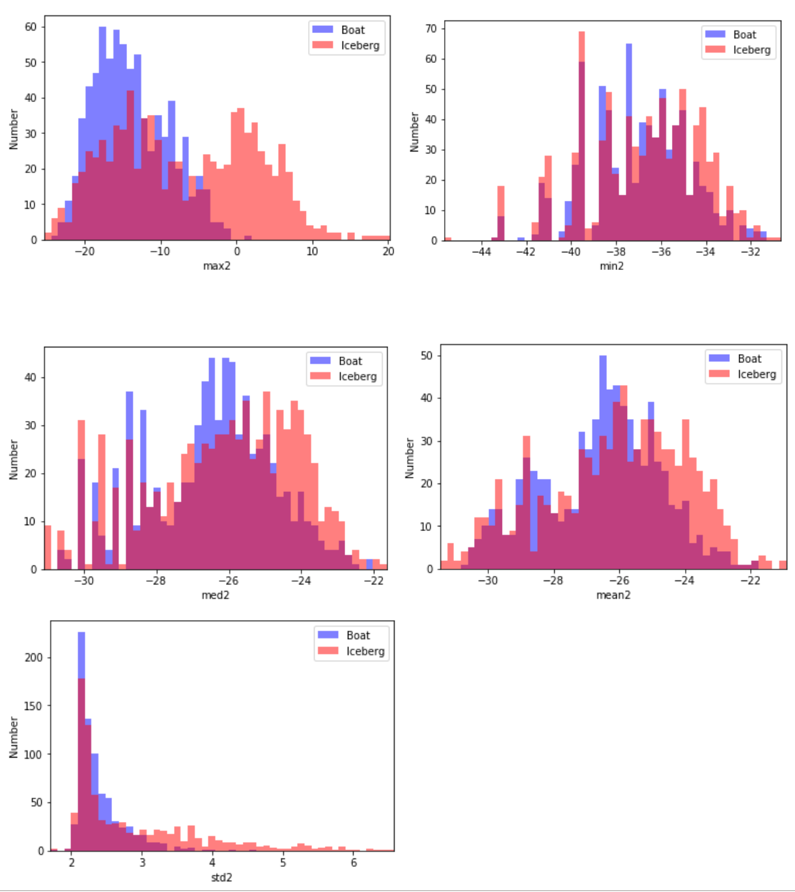 Boat
Iceberg
Number
60
50
40
30
20
10
0
−20 −10 0 10 20
max2
Boat
Iceberg
Number
70
60
50
40
30
20
10
0
−44 −42 −40 −38 −36 −34 −32
min2
Boat
Iceberg
Number
40
30
20
10
0
−30 −28 −26 −24 −22
med2
Boat
Iceberg
Number
50
40
30
20
10
0
−30 −28 −26 −24 −22
mean2
Boat
Iceberg
Number
200
150
100
50
0
2 3 4 5 6
std2